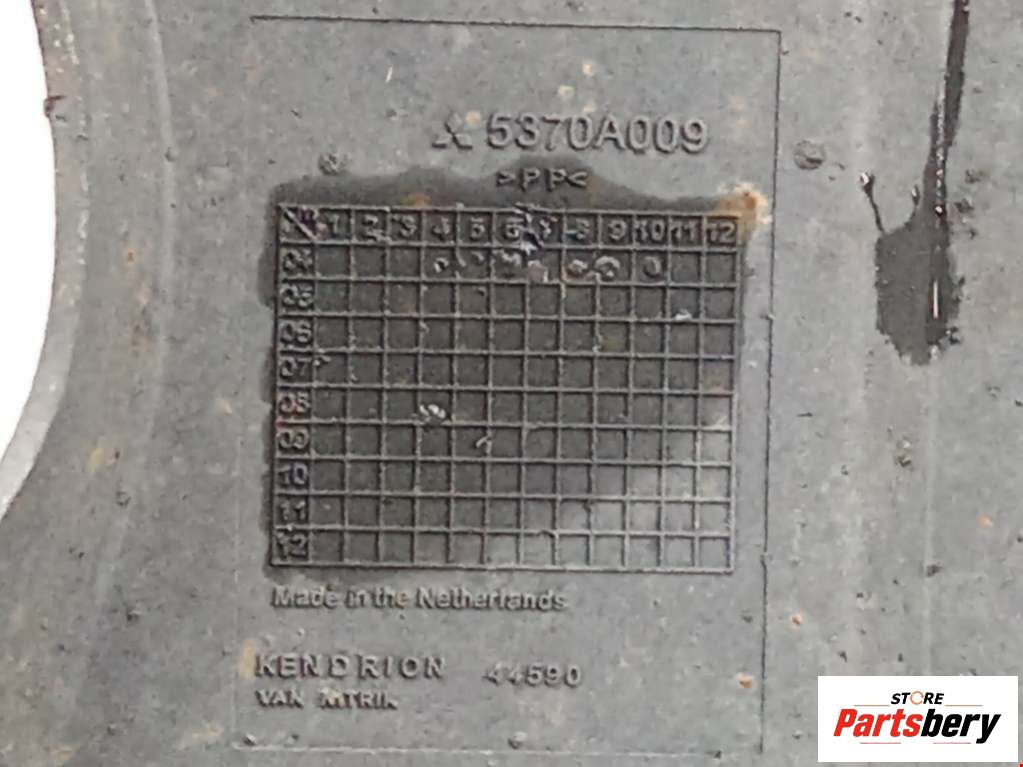 5370A009
>PP<
1 2 3 4 5 6 7 8 9 10 11 12
04
05
06
07
08
09
10
11
12
Made in the Netherlands
KENDRION 44590
VAN
STORE
Partsbery